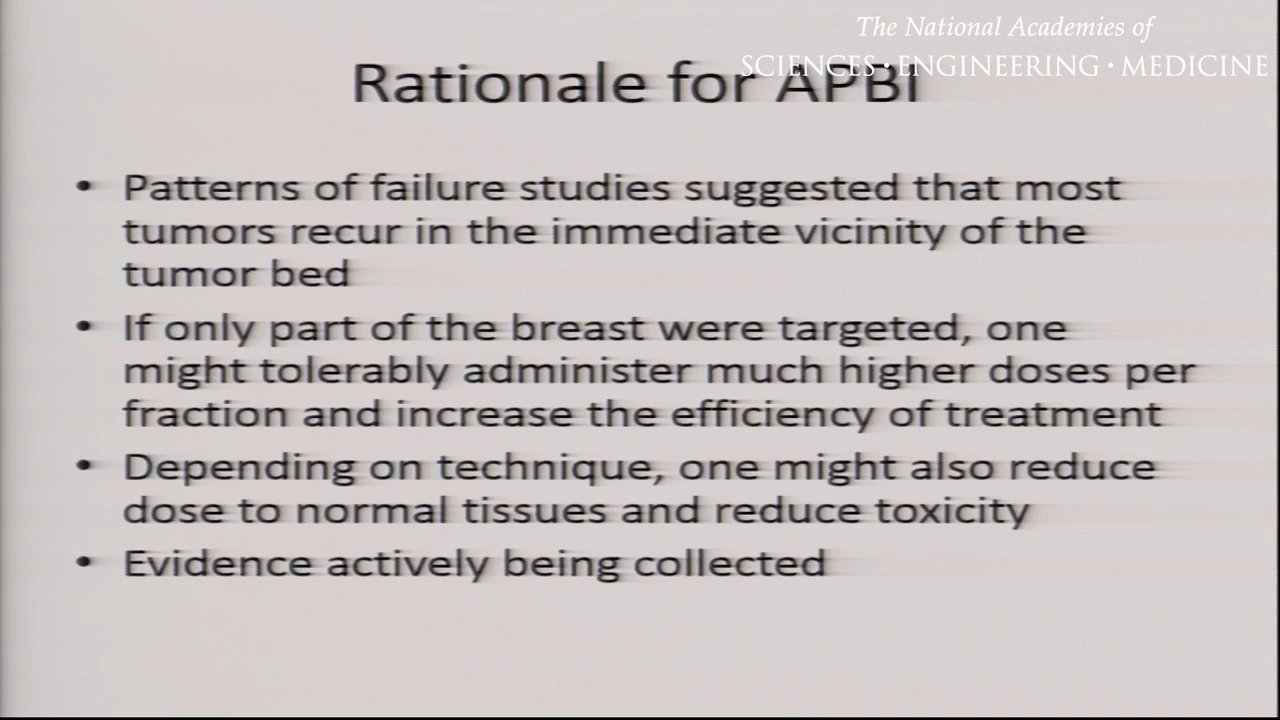 The National Academies of
SCIENCES · ENGINEERING · MEDICINE
Rationale for APBI
• Patterns of failure studies suggested that most
tumors recur in the immediate vicinity of the
tumor bed
• If only part of the breast were targeted, one
might tolerably administer much higher doses per
fraction and increase the efficiency of treatment
• Depending on technique, one might also reduce
dose to normal tissues and reduce toxicity
• Evidence actively being collected